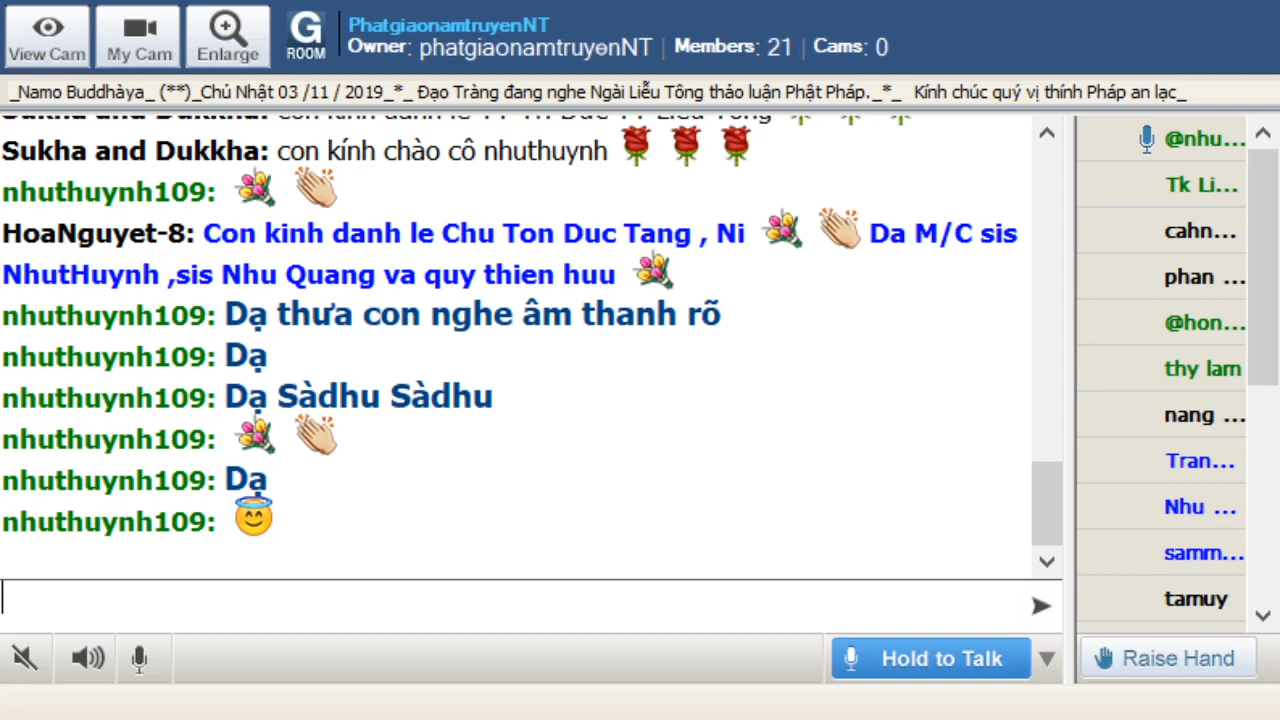 View Cam
My Cam
Enlarge
G
ROOM
PhatgiaonamtruyenNT
Owner: phatgiaonamtruyenNT | Members: 21 | Cams: 0
_Namo Buddhàya_ (**)_Chủ Nhật 03 /11 / 2019_*_ Đạo Tràng đang nghe Ngài Liễu Tông thảo luận Phật Pháp._*_ Kính chúc quý vị thính Pháp an lạc_
Sukha and Dukkha:
Sukha and Dukkha: con kính chào cô nhuthuynh
nhuthuynh109:
HoaNguyet-8: Con kinh danh le Chu Ton Duc Tang , Ni Da M/C sis
NhutHuynh ,sis Nhu Quang va quy thien huu
nhuthuynh109: Dạ thưa con nghe âm thanh rõ
nhuthuynh109: Dạ
nhuthuynh109: Dạ Sàdhu Sàdhu
nhuthuynh109:
nhuthuynh109: Dạ
nhuthuynh109:
@nhu...
Tk Li...
cahn...
phan ...
@hon...
thy lam
nang ...
Tran...
Nhu ...
samm...
tamuy
Hold to Talk
Raise Hand